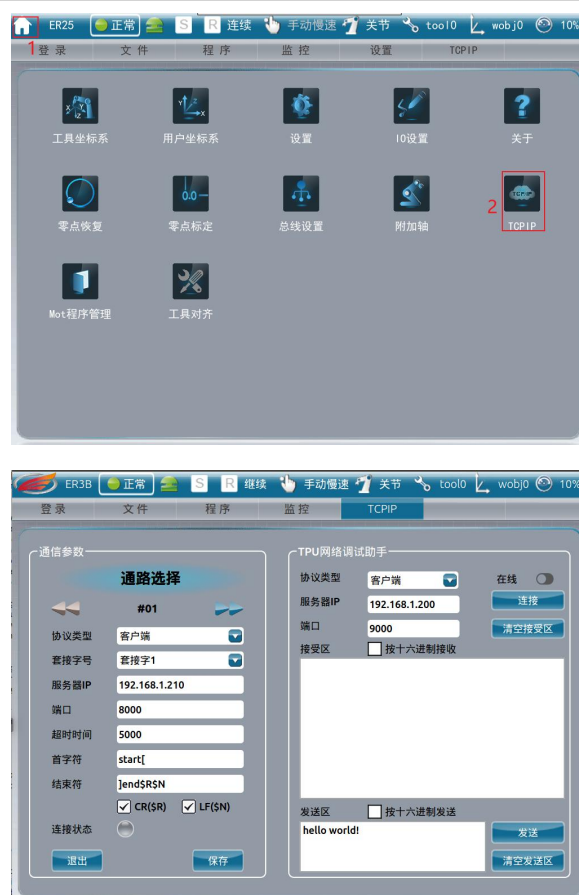 ER25 正常 S R 连续 手动慢速 关节 tool0 wobj0 10%
1 登录 文件 程序 监控 设置 TCPIP
工具坐标系 用户坐标系 设置 IO设置 关于
0.0 TCPIP
2
零点恢复 零点标定 总线设置 附加轴 TCPIP
Mot程序管理 工具对齐
ER3B 正常 S R 继续 手动慢速 关节 tool0 wobj0 10%
登录 文件 程序 监控 TCPIP
通信参数
通路选择
#01
协议类型 客户端
套接字号 套接字1
服务器IP 192.168.1.210
端口 8000
超时时间 5000
首字符 start[
结束符 ]end$R$N
CR($R) LF($N)
连接状态
退出 保存
TPU网络调试助手
协议类型 客户端 在线
服务器IP 192.168.1.200 连接
端口 9000 清空接受区
接受区 按十六进制接收
发送区 按十六进制发送
hello world! 发送
清空发送区